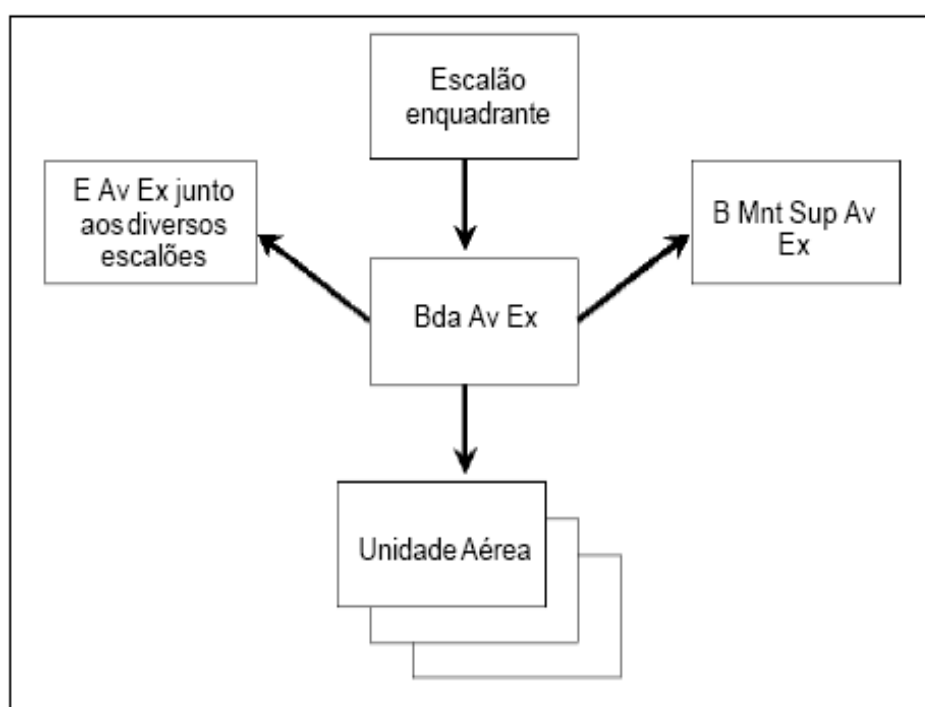 Escalão
enquadrante
E Av Ex junto
aos diversos
escalões
B Mnt Sup Av
Ex
Bda Av Ex
Unidade Aérea